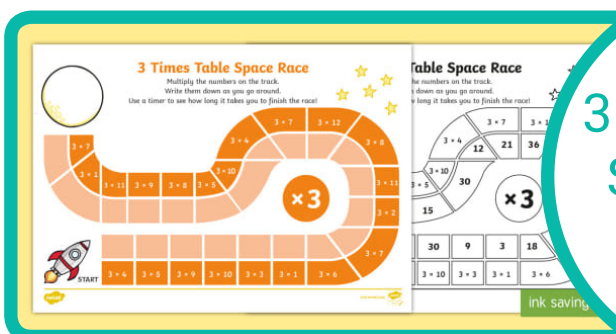 3 Times Table Space Race
Multiply the numbers on the track.
Write them down as you go around.
Use a timer to see how long it takes you to finish the race!
3 × 7
3 × 1
3 × 11
3 × 9
3 × 8
3 × 5
3 × 10
3 × 4
3 × 7
3 × 12
3 × 8
3 × 11
3 × 2
3 × 7
×3
START
3 × 4
3 × 5
3 × 9
3 × 10
3 × 3
3 × 1
3 × 6
Table Space Race
the numbers on the track.
down as you go around.
how long it takes you to finish the race!
3 × 7
3 × 1
3 × 4
12
21
36
3 × 10
30
× 5
15
×3
30
9
3
18
3 × 10
3 × 3
3 × 1
3 × 6
ink saving
3
S